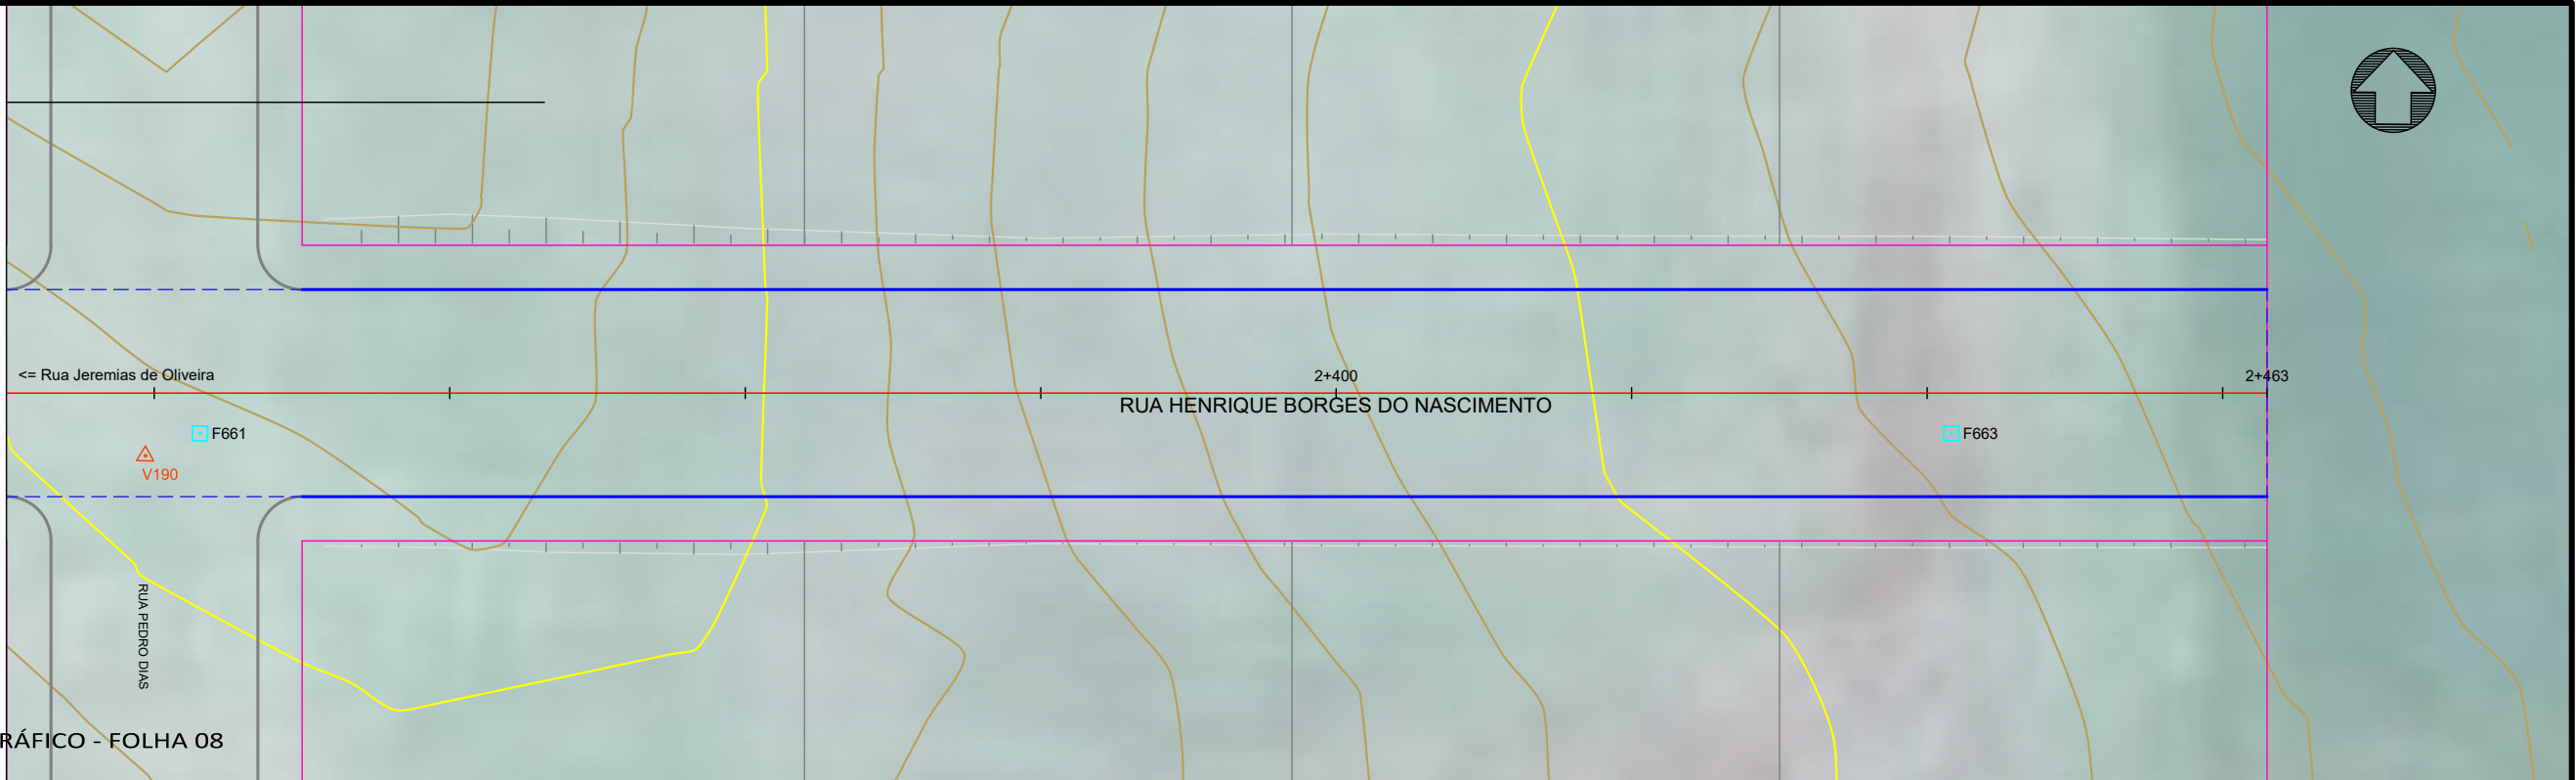 <= Rua Jeremias de Oliveira
2+400
2+463
RUA HENRIQUE BORGES DO NASCIMENTO
F661
F663
V190
RUA PEDRO DIAS
RÁFICO - FOLHA 08